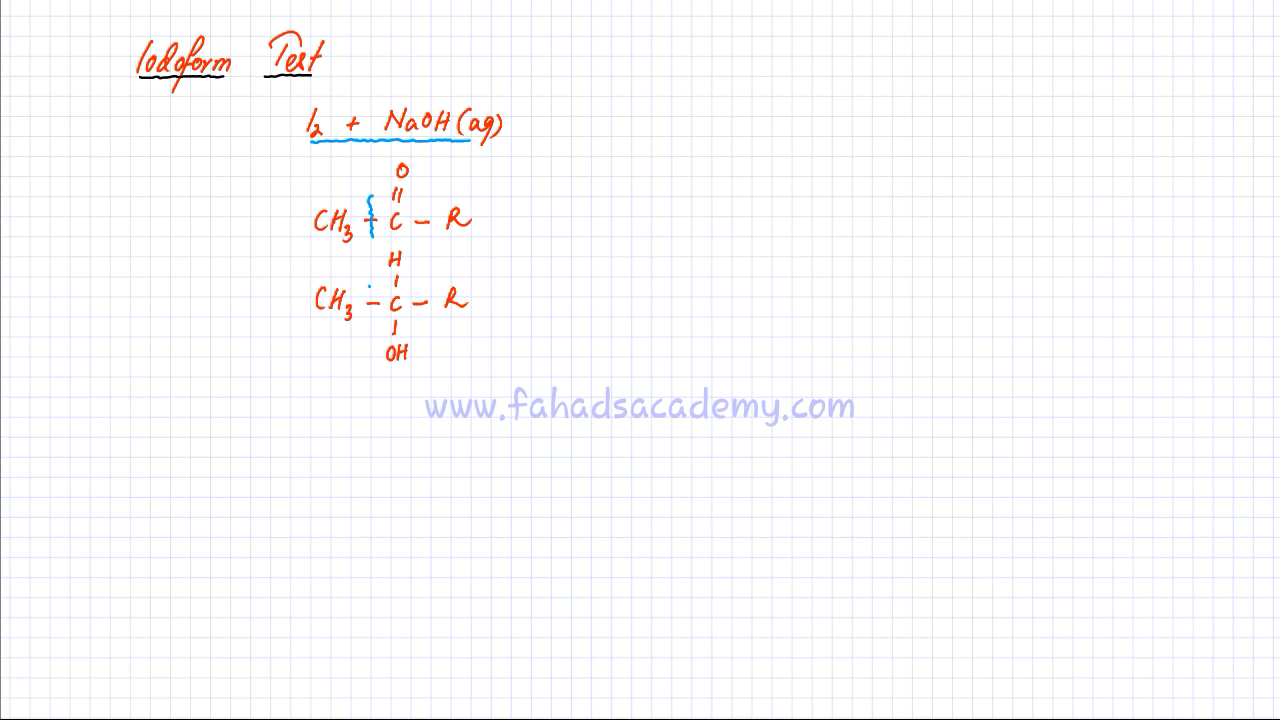 Iodoform Test
I2 + NaOH(aq)
O
||
CH3 - C - R
H
|
CH3 - C - R
|
OH
www.fahadsacademy.com